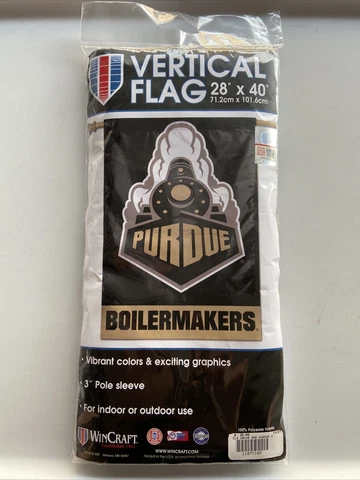 VERTICAL
FLAG 28" x 40"
71.2cm x 101.6cm
PURDUE
BOILERMAKERS
• Vibrant colors & exciting graphics
• 3" Pole sleeve
• For indoor or outdoor use
100% Polyester Fabric
WINCRAFT
WWW.WINCRAFT.COM